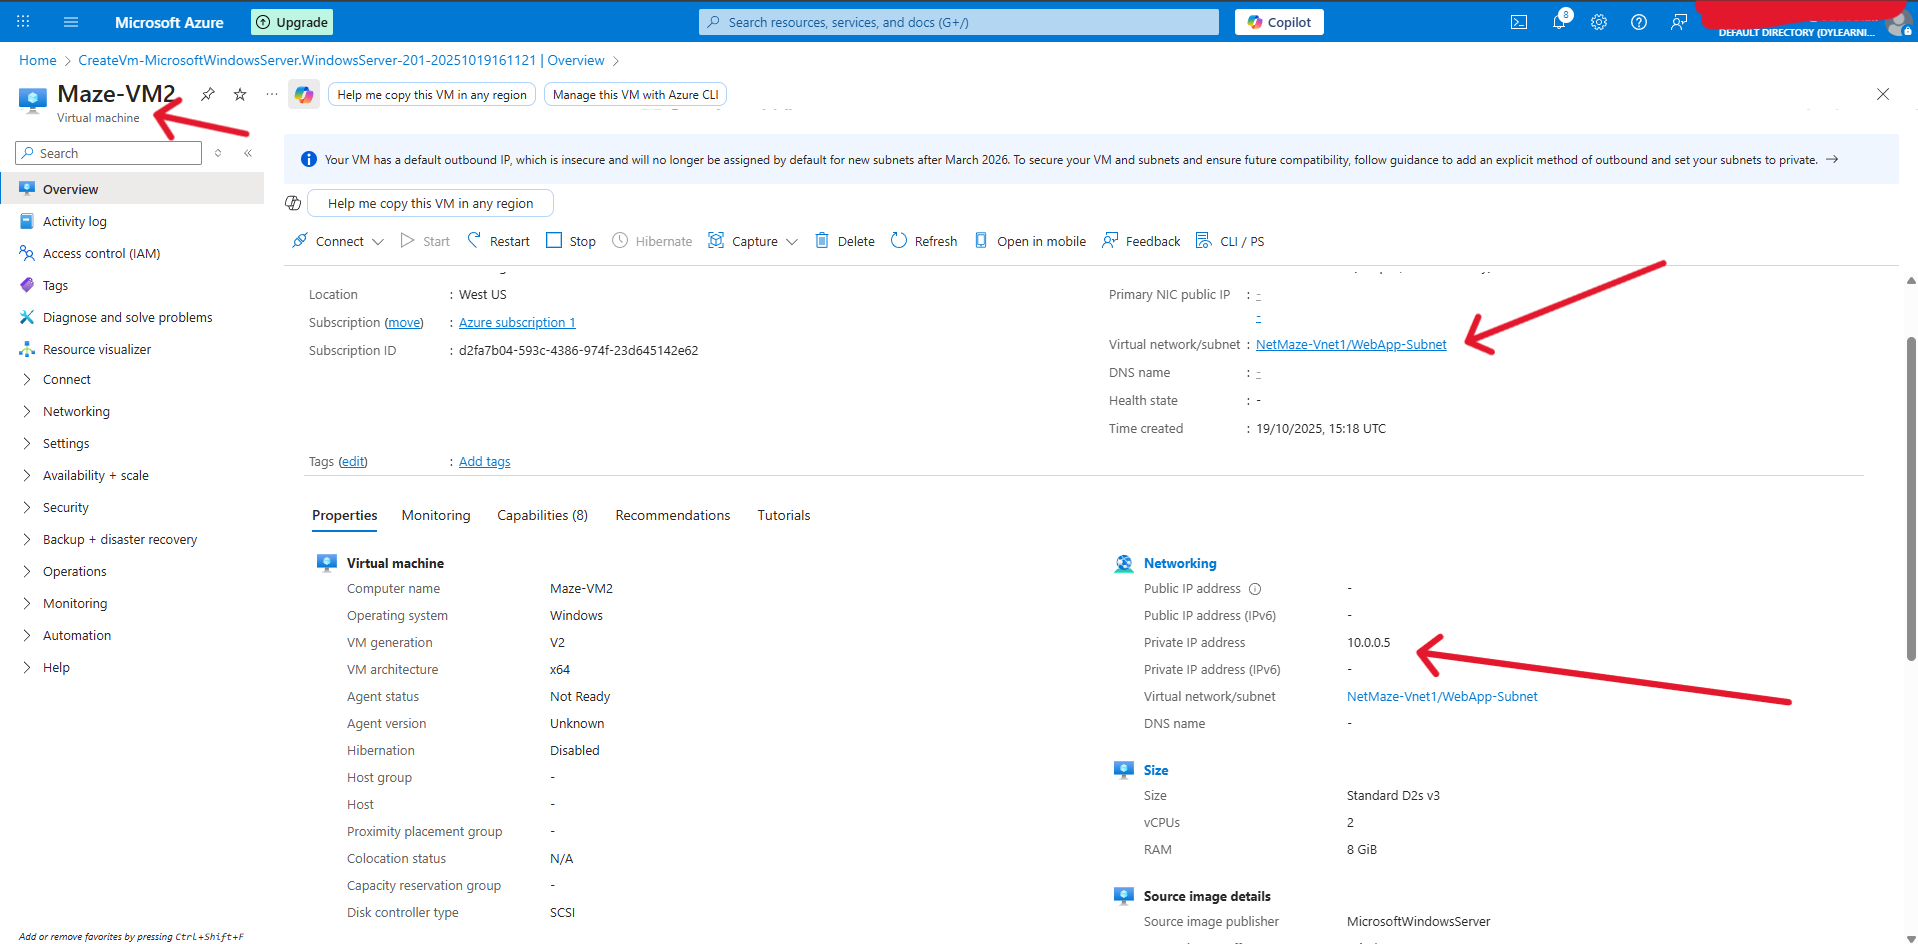 Microsoft Azure
Upgrade
Search resources, services, and docs (G+/)
Copilot
8
DEFAULT DIRECTORY (DYLEARNI...
Home > CreateVm-MicrosoftWindowsServer.WindowsServer-201-20251019161121 | Overview >
Maze-VM2
Virtual machine
Help me copy this VM in any region
Manage this VM with Azure CLI
Search
Your VM has a default outbound IP, which is insecure and will no longer be assigned by default for new subnets after March 2026. To secure your VM and subnets and ensure future compatibility, follow guidance to add an explicit method of outbound and set your subnets to private. →
Help me copy this VM in any region
Connect
Start
Restart
Stop
Hibernate
Capture
Delete
Refresh
Open in mobile
Feedback
CLI / PS
Overview
Activity log
Access control (IAM)
Tags
Diagnose and solve problems
Resource visualizer
Connect
Networking
Settings
Availability + scale
Security
Backup + disaster recovery
Operations
Monitoring
Automation
Help
Add or remove favorites by pressing Ctrl+Shift+F
Location : West US
Subscription (move) : Azure subscription 1
Subscription ID : d2fa7b04-593c-4386-974f-23d645142e62
Primary NIC public IP : -
-
Virtual network/subnet : NetMaze-Vnet1/WebApp-Subnet
DNS name : -
Health state : -
Time created : 19/10/2025, 15:18 UTC
Tags (edit) : Add tags
Properties
Monitoring
Capabilities (8)
Recommendations
Tutorials
Virtual machine
Computer name Maze-VM2
Operating system Windows
VM generation V2
VM architecture x64
Agent status Not Ready
Agent version Unknown
Hibernation Disabled
Host group -
Host -
Proximity placement group -
Colocation status N/A
Capacity reservation group -
Disk controller type SCSI
Networking
Public IP address -
Public IP address (IPv6) -
Private IP address 10.0.0.5
Private IP address (IPv6) -
Virtual network/subnet NetMaze-Vnet1/WebApp-Subnet
DNS name -
Size
Size Standard D2s v3
vCPUs 2
RAM 8 GiB
Source image details
Source image publisher MicrosoftWindowsServer